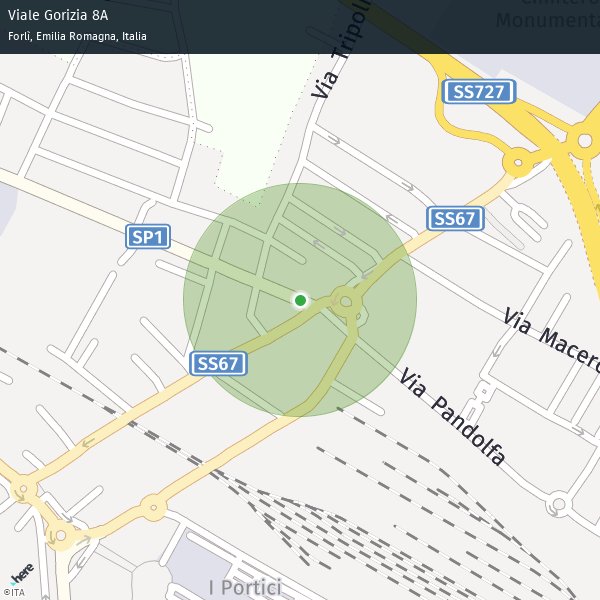 Viale Gorizia 8A
Forlì, Emilia Romagna, Italia
Monumenta
Via Tripoli
SS727
SS67
SP1
Via Macero
SS67
Via Pandolfa
I Portici
here
©ITA